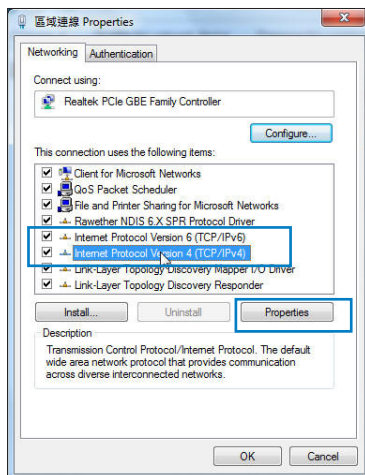 區域連線 Properties
Networking
Authentication
Connect using:
Realtek PCIe GBE Family Controller
Configure...
This connection uses the following items:
Client for Microsoft Networks
QoS Packet Scheduler
File and Printer Sharing for Microsoft Networks
Rawether NDIS 6.X SPR Protocol Driver
Internet Protocol Version 6 (TCP/IPv6)
Internet Protocol Version 4 (TCP/IPv4)
Link-Layer Topology Discovery Mapper I/O Driver
Link-Layer Topology Discovery Responder
Install...
Uninstall
Properties
Description
Transmission Control Protocol/Internet Protocol. The default
wide area network protocol that provides communication
across diverse interconnected networks.
OK
Cancel